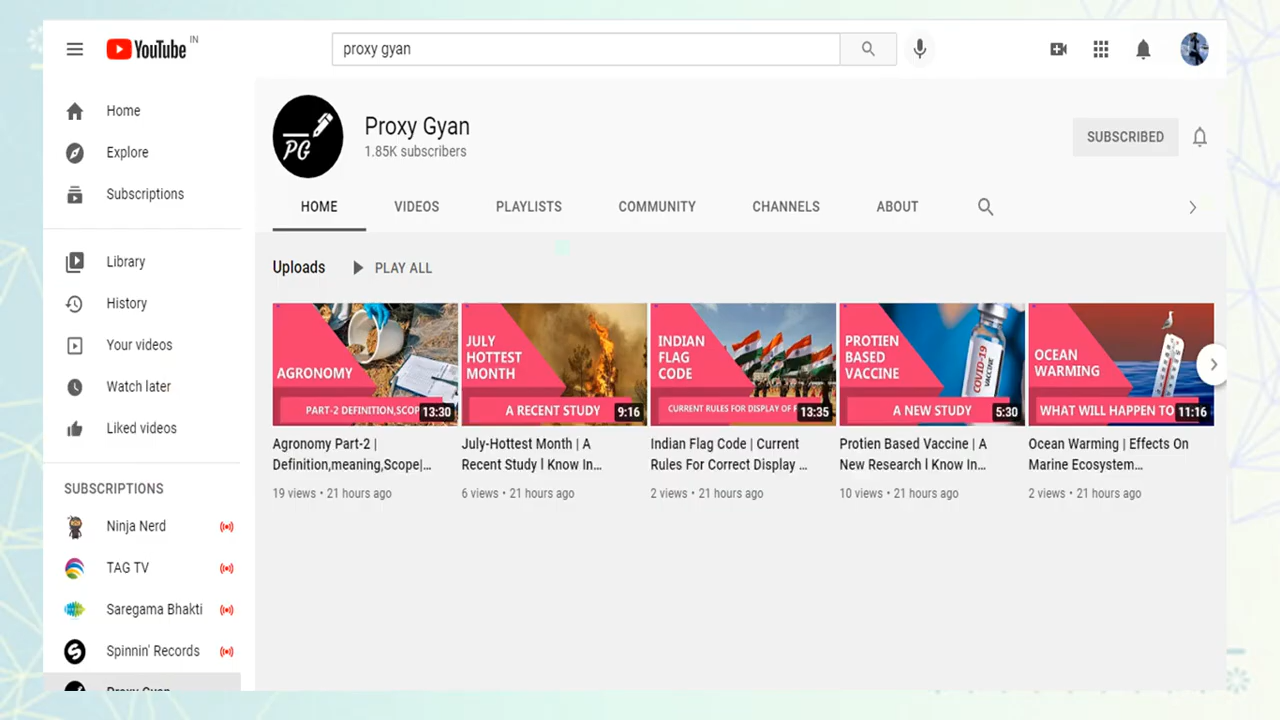 YouTube IN
proxy gyan
Home
Explore
Subscriptions
Library
History
Your videos
Watch later
Liked videos
SUBSCRIPTIONS
Ninja Nerd
TAG TV
Saregama Bhakti
Spinnin' Records
Proxy Gyan
PG
Proxy Gyan
1.85K subscribers
SUBSCRIBED
HOME VIDEOS PLAYLISTS COMMUNITY CHANNELS ABOUT
Uploads PLAY ALL
AGRONOMY
PART-2 DEFINITION,SCOP
13:30
Agronomy Part-2 |
Definition,meaning,Scope|...
19 views • 21 hours ago
JULY
HOTTEST
MONTH
A RECENT STUDY
9:16
July-Hottest Month | A
Recent Study l Know In...
6 views • 21 hours ago
INDIAN
FLAG
CODE
CURRENT RULES FOR DISPLAY OF F
13:35
Indian Flag Code | Current
Rules For Correct Display ...
2 views • 21 hours ago
PROTIEN
BASED
VACCINE
COVID-19
VACCINE
A NEW STUDY
5:30
Protien Based Vaccine | A
New Research l Know In...
10 views • 21 hours ago
OCEAN
WARMING
WHAT WILL HAPPEN TO
11:16
Ocean Warming | Effects On
Marine Ecosystem...
2 views • 21 hours ago